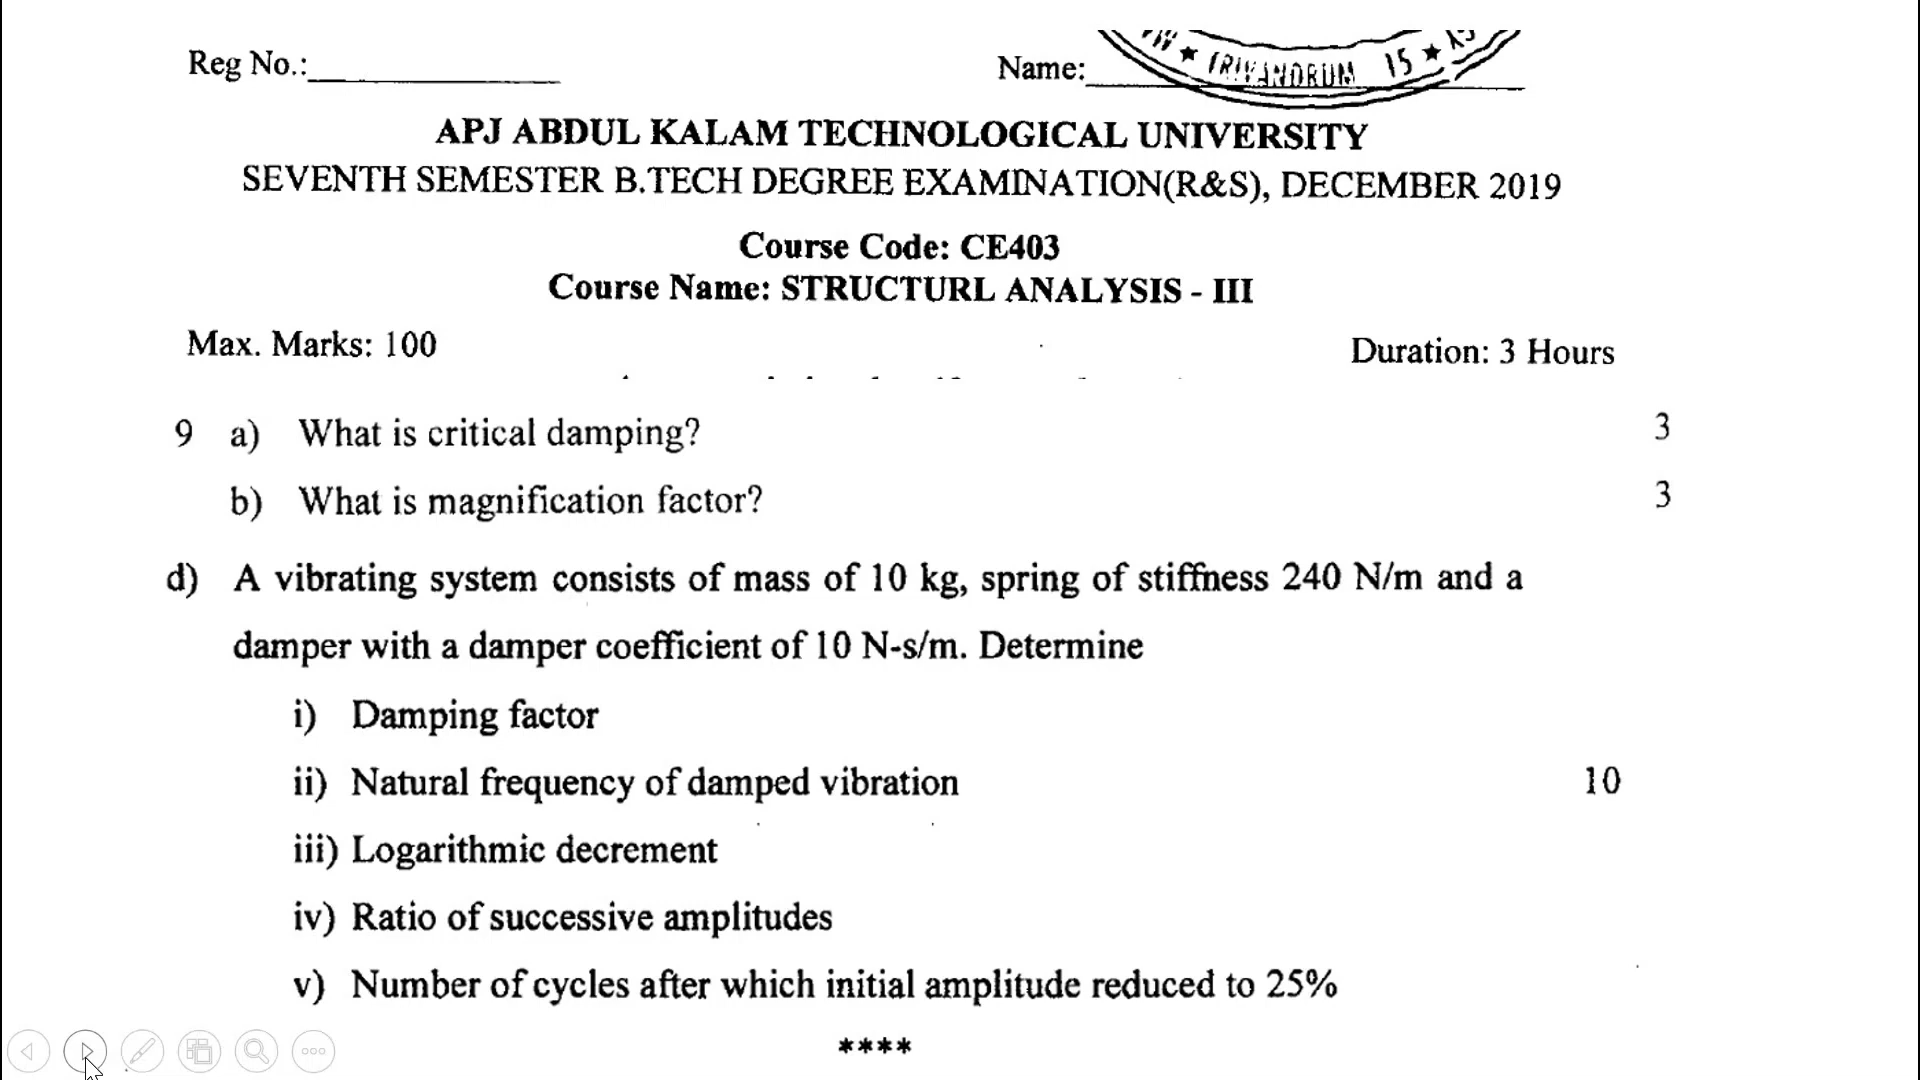 ★ TRIVANDRUM 15 ★
Reg No.:______________ Name:______________
APJ ABDUL KALAM TECHNOLOGICAL UNIVERSITY
SEVENTH SEMESTER B.TECH DEGREE EXAMINATION(R&S), DECEMBER 2019
Course Code: CE403
Course Name: STRUCTURL ANALYSIS - III
Max. Marks: 100 Duration: 3 Hours
9 a) What is critical damping? 3
b) What is magnification factor? 3
d) A vibrating system consists of mass of 10 kg, spring of stiffness 240 N/m and a
damper with a damper coefficient of 10 N-s/m. Determine
i) Damping factor
ii) Natural frequency of damped vibration 10
iii) Logarithmic decrement
iv) Ratio of successive amplitudes
v) Number of cycles after which initial amplitude reduced to 25%
****